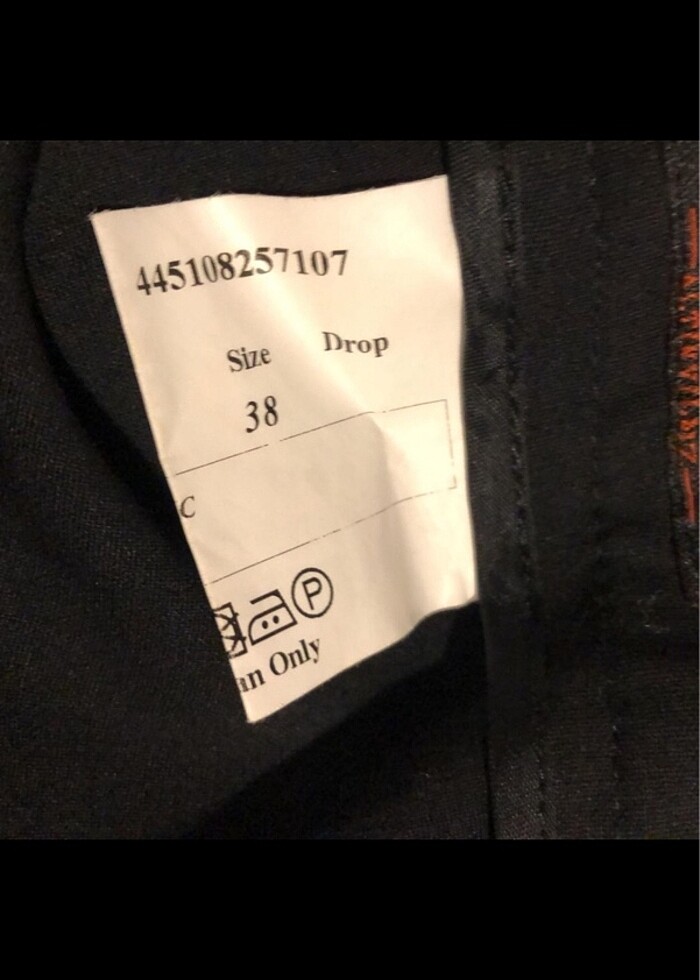 445108257107
Size Drop
38
C
P
an Only